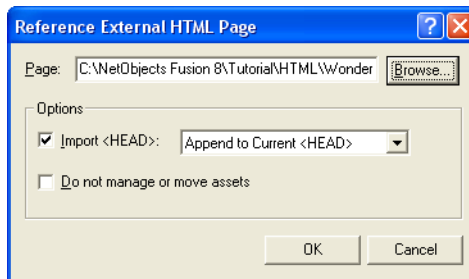 Reference External HTML Page
Page: C:\NetObjects Fusion 8\Tutorial\HTML\Wonder Browse...
Options
Import <HEAD>: Append to Current <HEAD>
Do not manage or move assets
OK Cancel